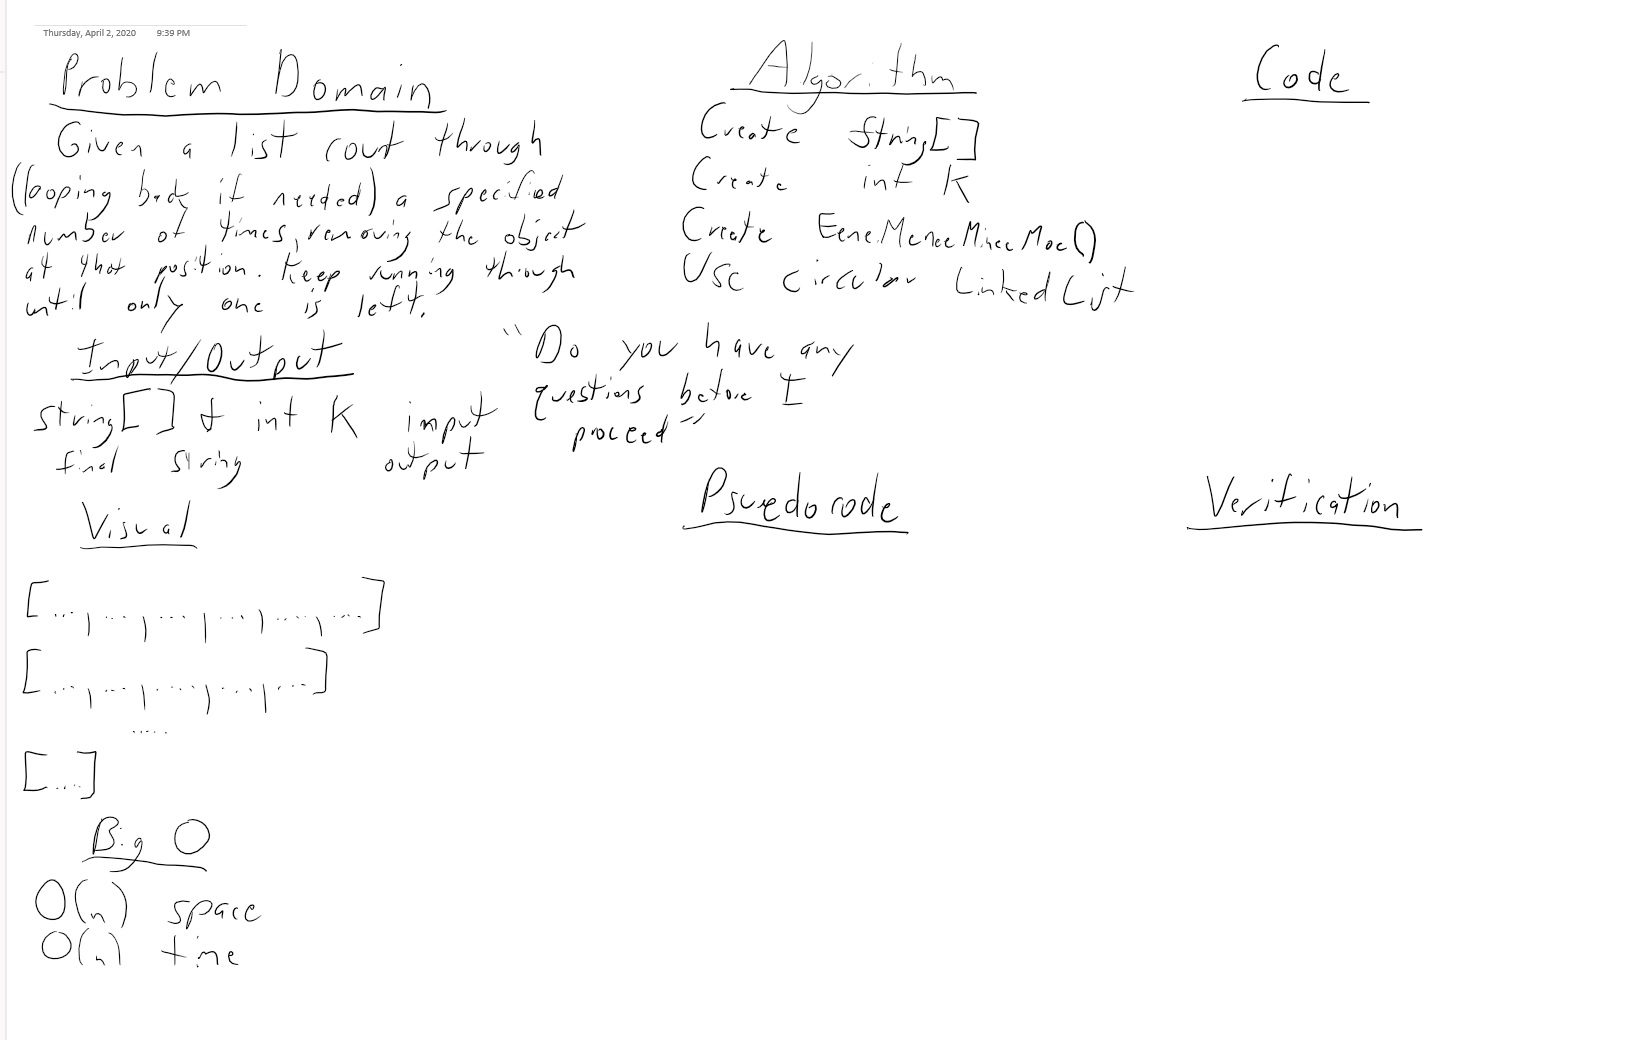 Thursday, April 2, 2020 9:39 PM
Problem Domain
Given a list cout through
(looping back if needed) a specified
number of times, removing the object
at that position. Keep running through
until only one is left.
Input/Output
string[] & int K input
final string output
Visual
[...,...,...,...,...,...]
[...,...,...,...,...]
.....
[....]
Big O
O(n) space
O(n) time
Algorithm
Create String[]
Create int K
Create EeneMeneeMineeMoe()
Use circular Linked List
"Do you have any
questions before I
proceed"
Psuedocode
Code
Verification